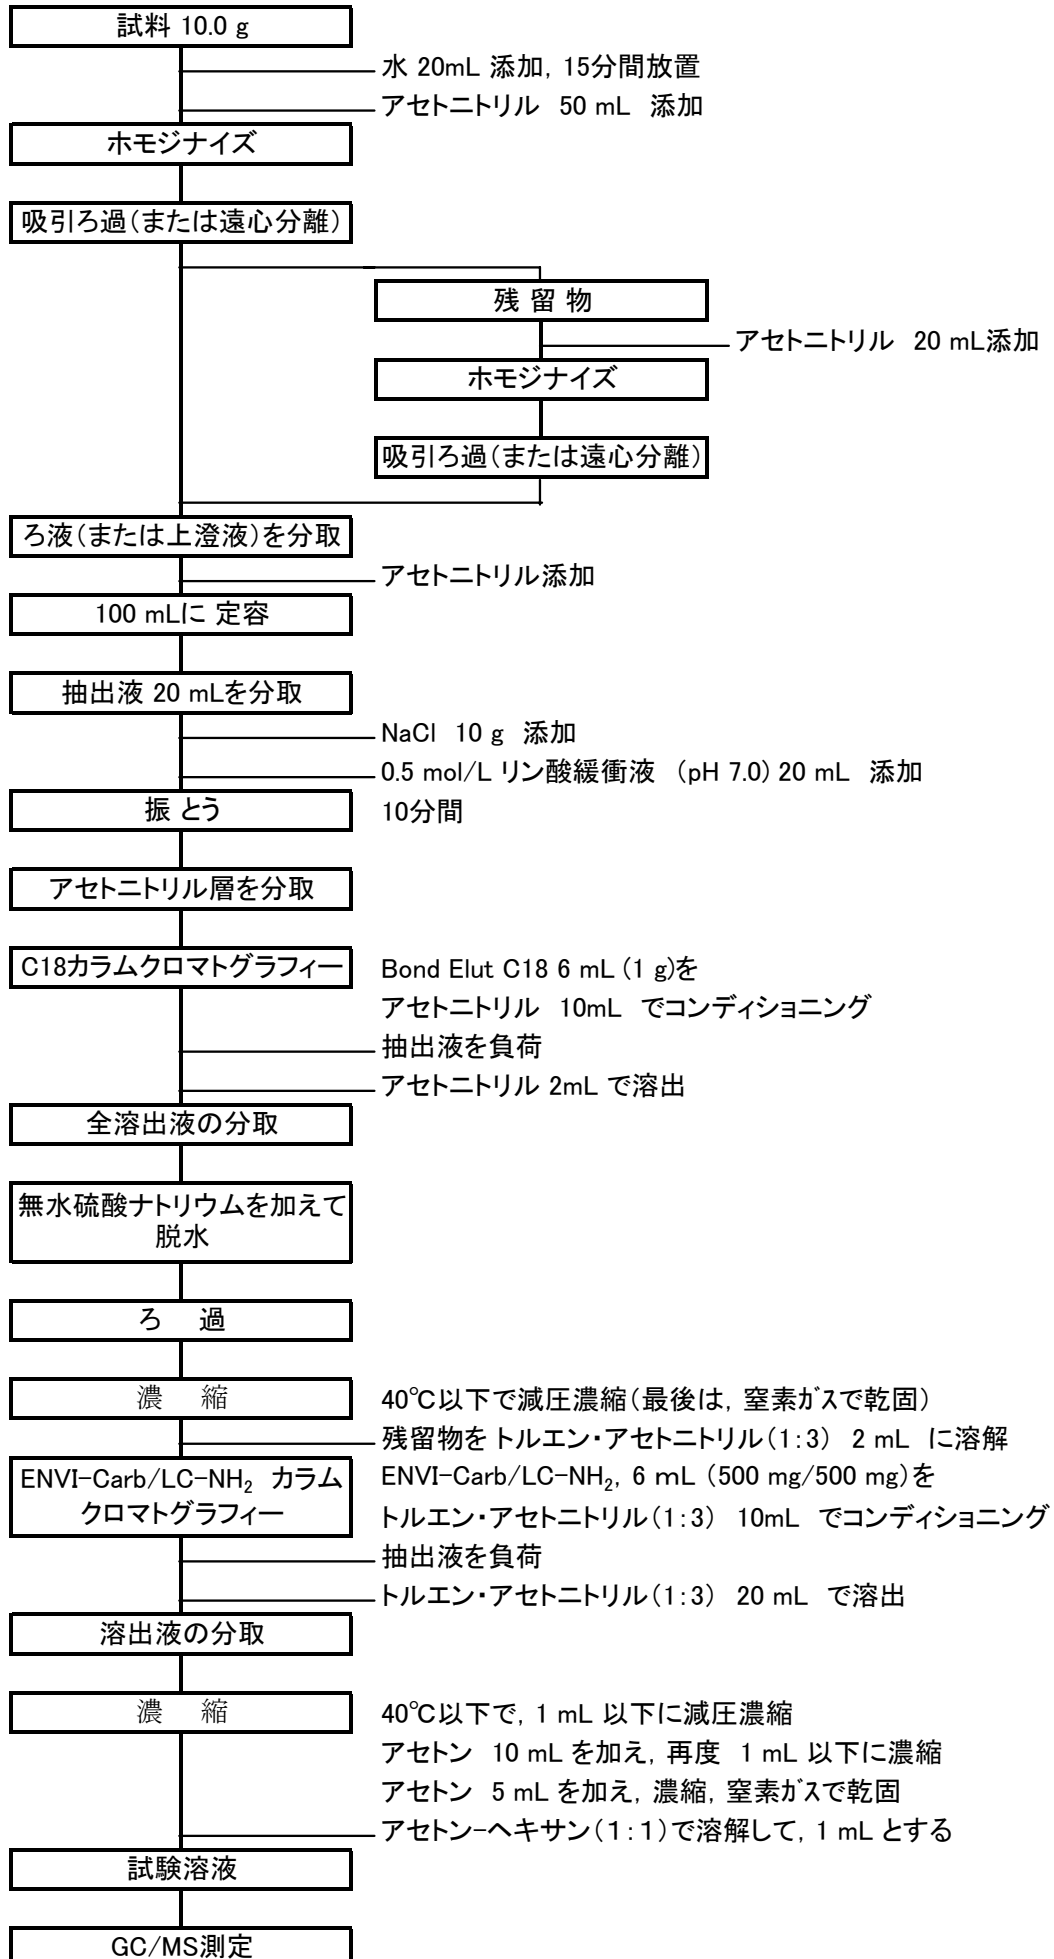 試料 10.0 g
水 20mL 添加, 15分間放置
アセトニトリル 50 mL 添加
ホモジナイズ
吸引ろ過(または遠心分離)
残 留 物
アセトニトリル 20 mL添加
ホモジナイズ
吸引ろ過(または遠心分離)
ろ液(または上澄液)を分取
アセトニトリル添加
100 mLに 定容
抽出液 20 mLを分取
NaCl 10 g 添加
0.5 mol/L リン酸緩衝液 (pH 7.0) 20 mL 添加
振 とう 10分間
アセトニトリル層を分取
C18カラムクロマトグラフィー Bond Elut C18 6 mL (1 g)を
アセトニトリル 10mL でコンディショニング
抽出液を負荷
アセトニトリル 2mL で溶出
全溶出液の分取
無水硫酸ナトリウムを加えて
脱水
ろ 過
濃 縮 40℃以下で減圧濃縮(最後は, 窒素ガスで乾固)
残留物を トルエン・アセトニトリル(1:3) 2 mL に溶解
ENVI-Carb/LC-NH₂ カラム ENVI-Carb/LC-NH₂, 6 mL (500 mg/500 mg)を
クロマトグラフィー トルエン・アセトニトリル(1:3) 10mL でコンディショニング
抽出液を負荷
トルエン・アセトニトリル(1:3) 20 mL で溶出
溶出液の分取
濃 縮 40℃以下で, 1 mL 以下に減圧濃縮
アセトン 10 mL を加え, 再度 1 mL 以下に濃縮
アセトン 5 mL を加え, 濃縮, 窒素ガスで乾固
アセトン-ヘキサン(1:1)で溶解して, 1 mL とする
試験溶液
GC/MS測定